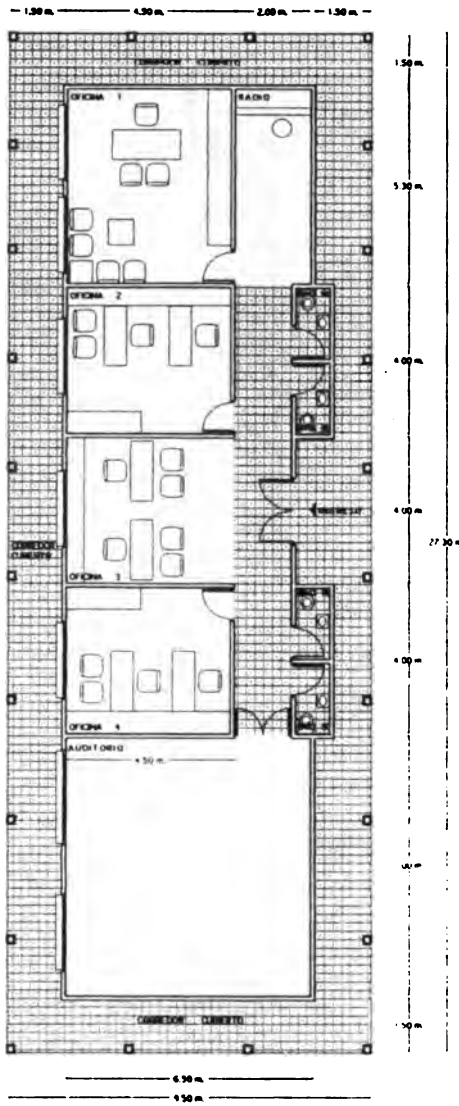 1.50 m. 4.50 m. 2.00 m. 1.50 m.
CORREDOR CUBIERTO
1.50 m.
OFICINA 1
RADIO
5.30 m.
OFICINA 2
4.00 m.
4.00 m.
27.30 m
CORREDOR
CUBIERTO
OFICINA 3
4.00 m
OFICINA 4
AUDITORIO
4.50 m.
.00 m
.50 m
CORREDOR CUBIERTO
6.50 m.
9.50 m.